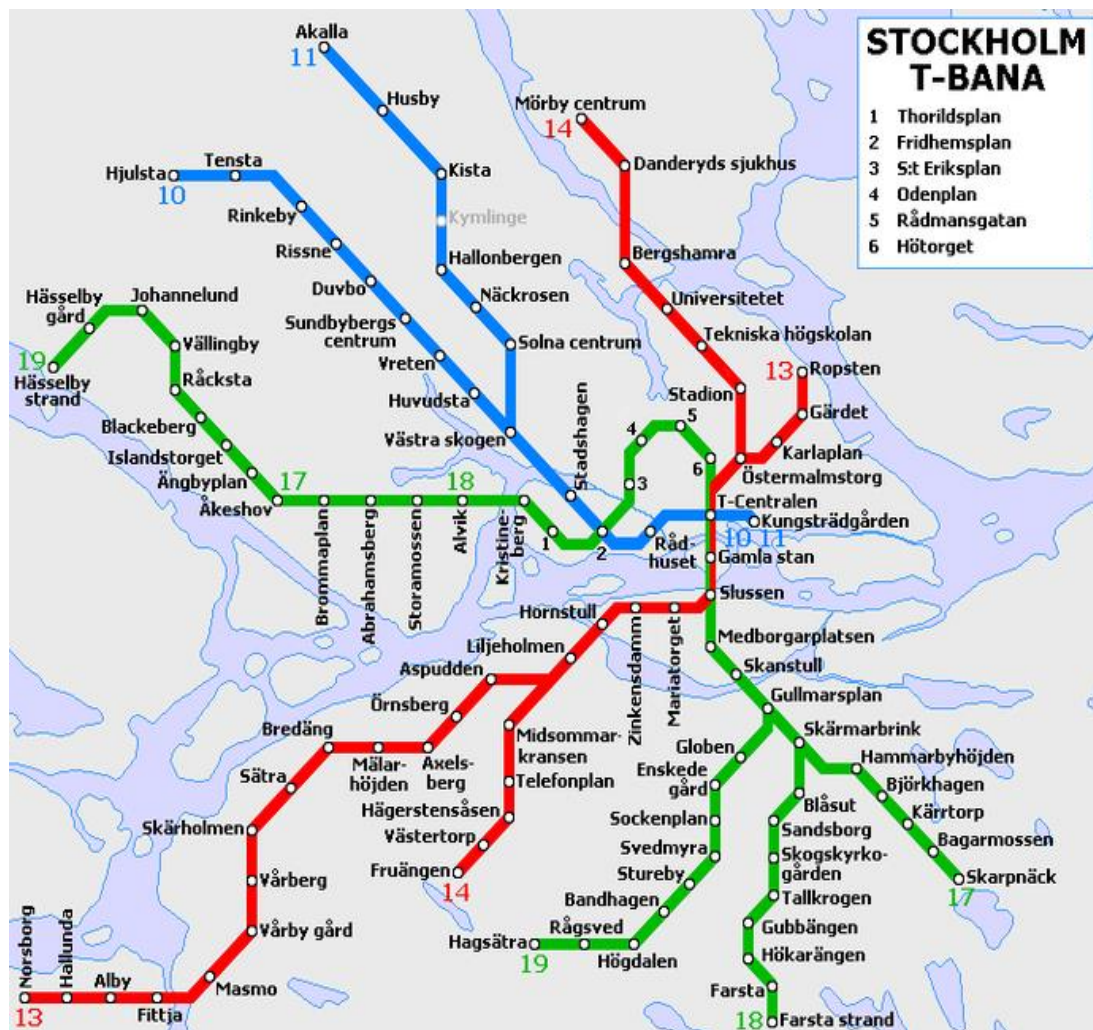 STOCKHOLM
T-BANA
1 Thorildsplan
2 Fridhemsplan
3 S:t Eriksplan
4 Odenplan
5 Rådmansgatan
6 Hötorget
Akalla
11
Husby
Kista
Kymlinge
Hallonbergen
Näckrosen
Solna centrum
Hjulsta
10
Tensta
Rinkeby
Rissne
Duvbo
Sundbybergs
centrum
Vreten
Huvudsta
Västra skogen
Stadshagen
Mörby centrum
14
Danderyds sjukhus
Bergshamra
Universitetet
Tekniska högskolan
Stadion
13
Ropsten
Gärdet
Karlaplan
Östermalmstorg
Hässelby
gård
Johannelund
19
Hässelby
strand
Vällingby
Råcksta
Blackeberg
Islandstorget
Ängbyplan
Åkeshov
17
Brommaplan
Abrahamsberg
Storamossen
18
Alvik
Kristine-
berg
1
2
3
4
5
6
Råd-
huset
T-Centralen
Kungsträdgården
10 11
Gamla stan
Slussen
Medborgarplatsen
Skanstull
Gullmarsplan
Skärmarbrink
Hammarbyhöjden
Björkhagen
Kärrtorp
Bagarmossen
Skarpnäck
17
Hornstull
Zinkensdamm
Mariatorget
Liljeholmen
Aspudden
Örnsberg
Axels-
berg
Mälar-
höjden
Bredäng
Sätra
Skärholmen
Vårberg
Vårby gård
Masmo
Fittja
Alby
Hallunda
Norsborg
13
Midsommar-
kransen
Telefonplan
Hägerstensåsen
Västertorp
Fruängen
14
Globen
Enskede
gård
Sockenplan
Svedmyra
Stureby
Bandhagen
Högdalen
Rågsved
Hagsätra
19
Blåsut
Sandsborg
Skogskyrko-
gården
Tallkrogen
Gubbängen
Hökarängen
Farsta
18
Farsta strand